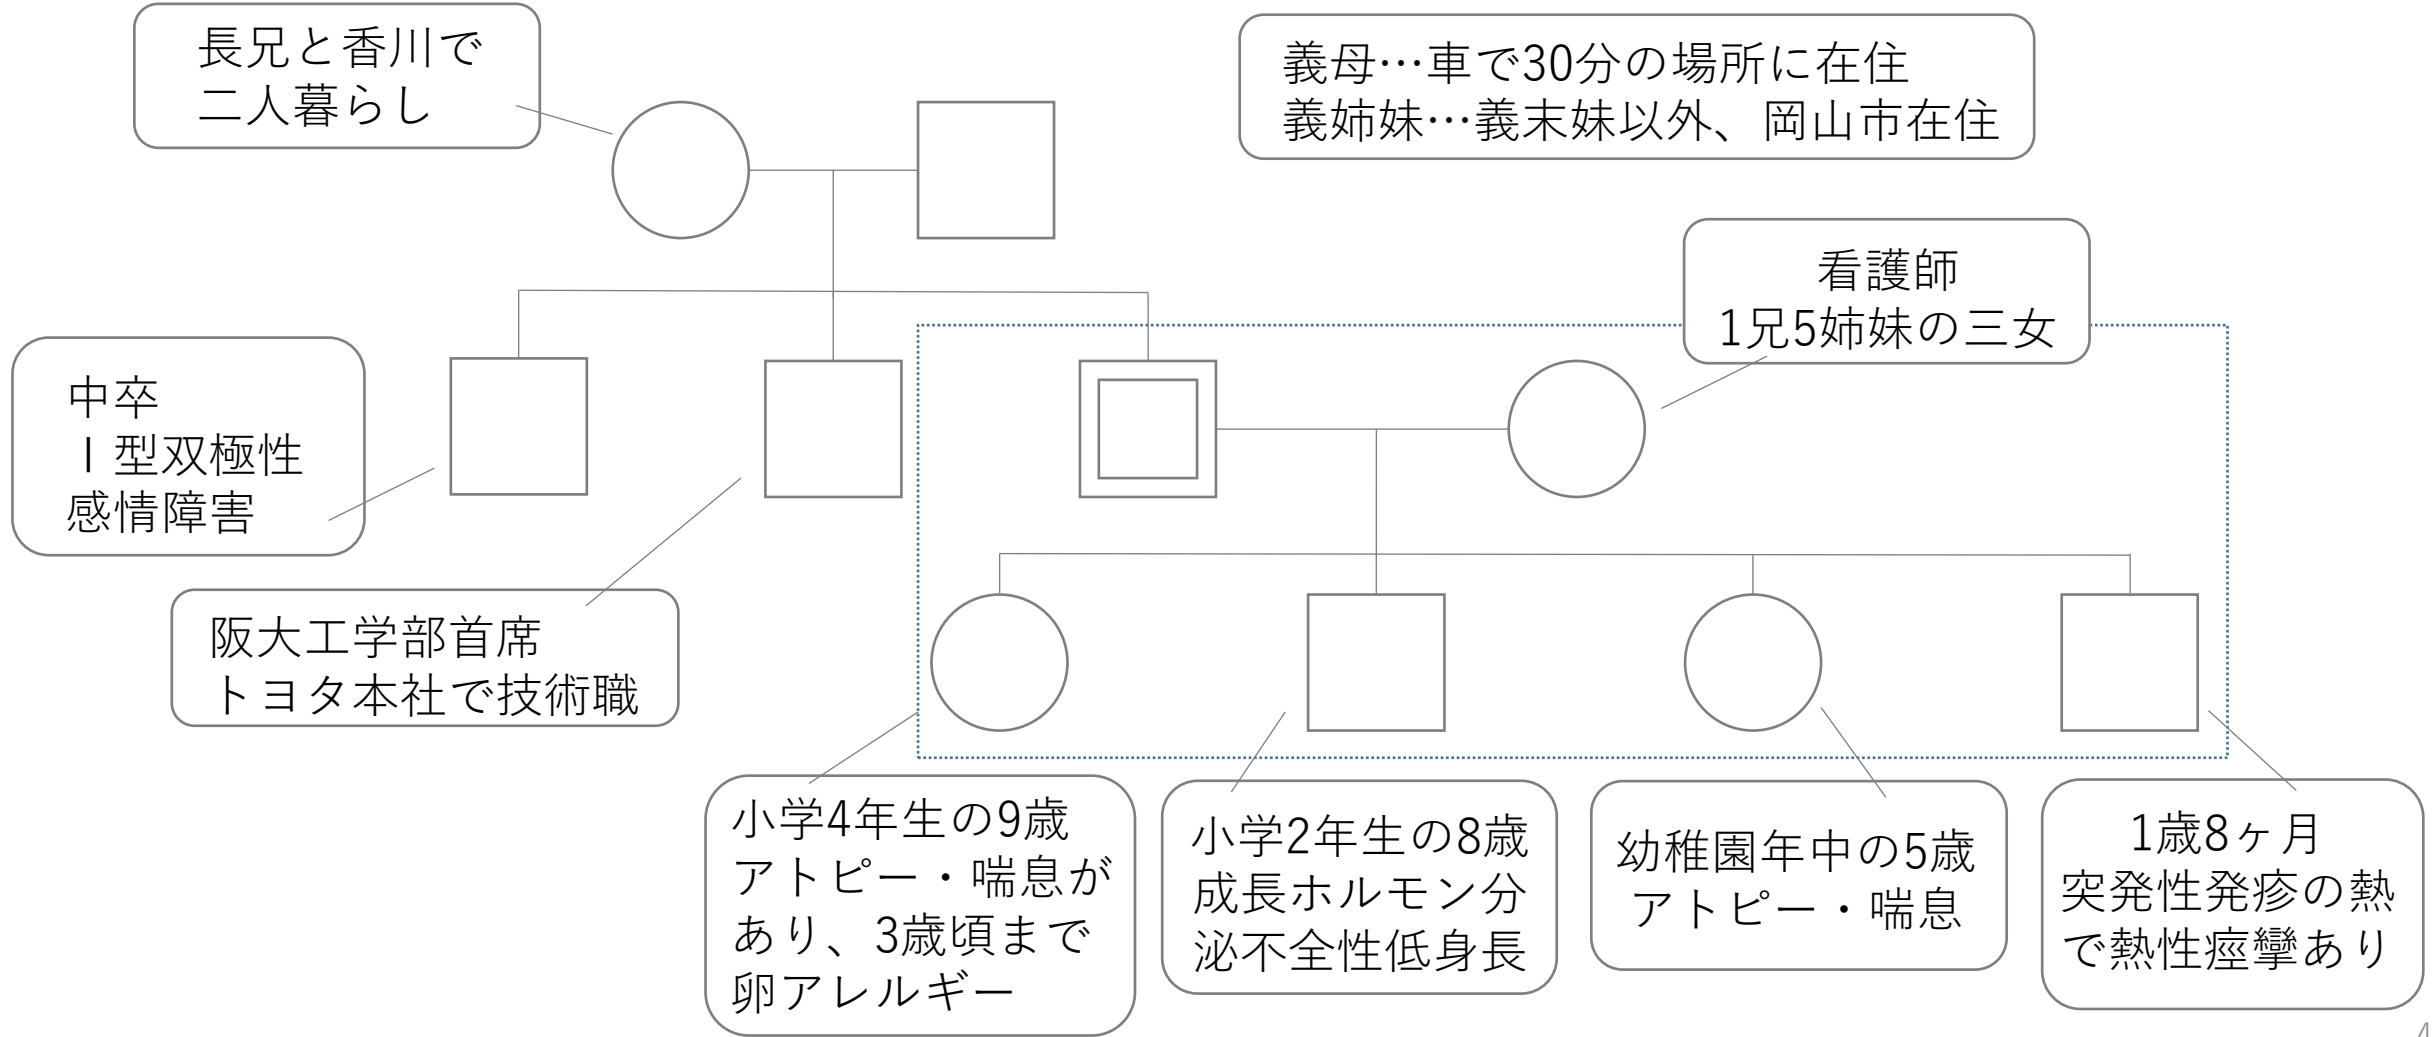 長兄と香川で
二人暮らし
義母…車で30分の場所に在住
義姉妹…義末妹以外、岡山市在住
看護師
1兄5姉妹の三女
中卒
Ⅰ型双極性
感情障害
阪大工学部首席
トヨタ本社で技術職
小学4年生の9歳
アトピー・喘息が
あり、3歳頃まで
卵アレルギー
小学2年生の8歳
成長ホルモン分
泌不全性低身長
幼稚園年中の5歳
アトピー・喘息
1歳8ヶ月
突発性発疹の熱
で熱性痙攣あり
4